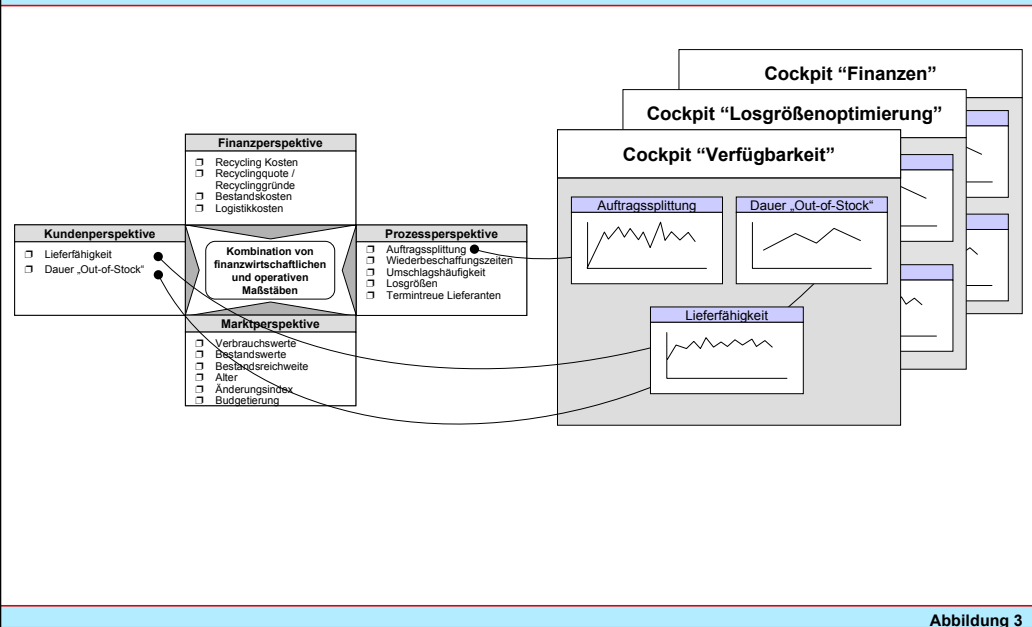 Cockpit “Finanzen”
Cockpit “Losgrößenoptimierung”
Cockpit “Verfügbarkeit”
Auftragssplittung
Dauer „Out-of-Stock“
Lieferfähigkeit
Finanzperspektive
Recycling Kosten
Recyclingquote /
Recyclinggründe
Bestandskosten
Logistikkosten
Kundenperspektive
Lieferfähigkeit
Dauer „Out-of-Stock“
Kombination von
finanzwirtschaftlichen
und operativen
Maßstäben
Prozessperspektive
Auftragssplittung
Wiederbeschaffungszeiten
Umschlagshäufigkeit
Losgrößen
Termintreue Lieferanten
Marktperspektive
Verbrauchswerte
Bestandswerte
Bestandsreichweite
Alter
Änderungsindex
Budgetierung
Abbildung 3